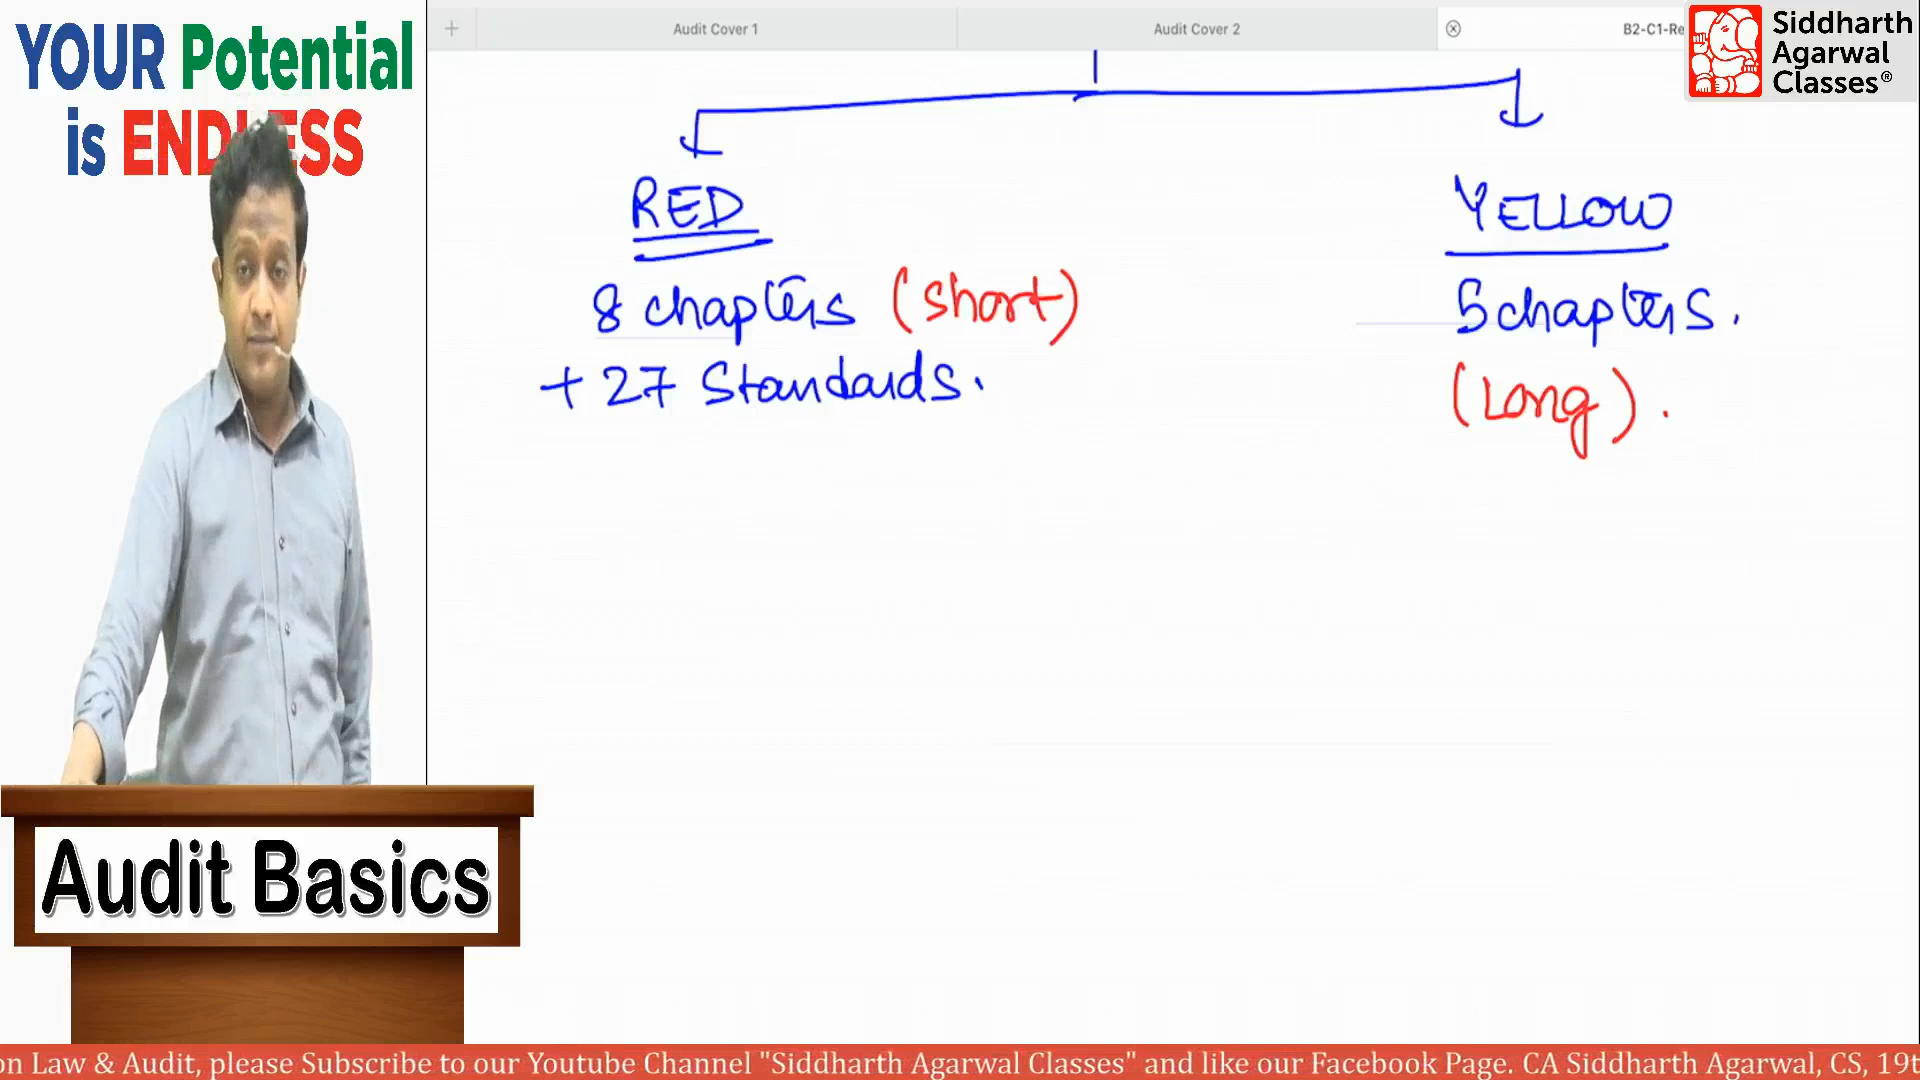 YOUR Potential
is ENDLESS
Audit Cover 1
Audit Cover 2
B2-C1-Re
Siddharth
Agarwal
Classes®
RED
8 chapters (short)
+ 27 Standards.
YELLOW
5 chapters.
(Long).
Audit Basics
on Law & Audit, please Subscribe to our Youtube Channel "Siddharth Agarwal Classes" and like our Facebook Page. CA Siddharth Agarwal, CS, 19t